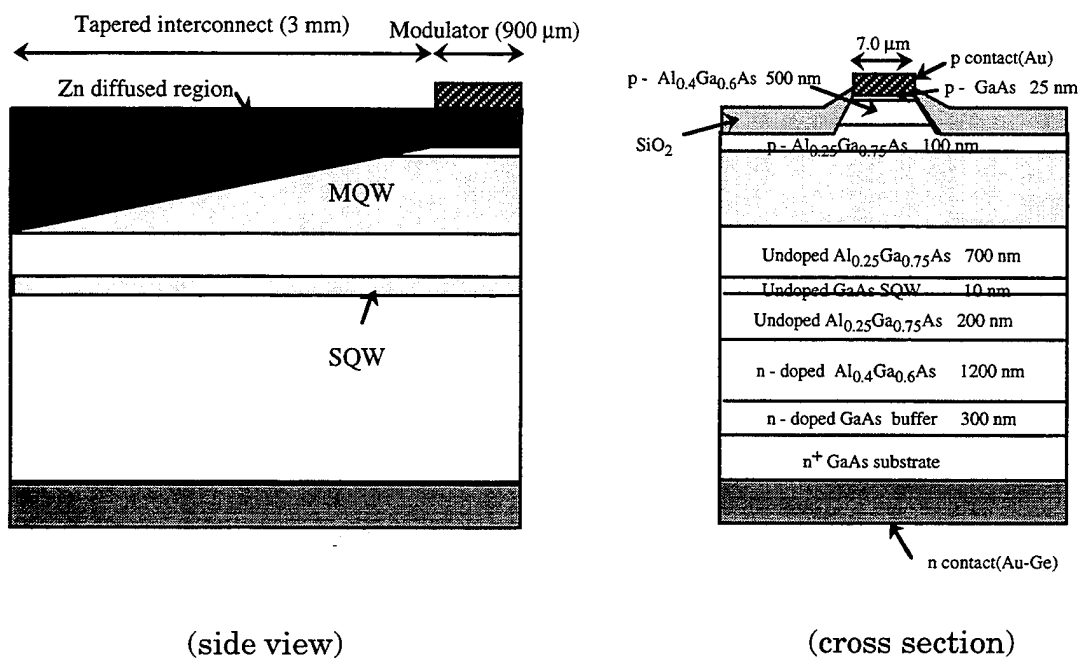 Tapered interconnect (3 mm)
Modulator (900 μm)
Zn diffused region
MQW
SQW
(side view)
7.0 μm
p contact(Au)
p - Al0.4Ga0.6As 500 nm
p - GaAs 25 nm
SiO2
p - Al0.25Ga0.75As 100 nm
Undoped Al0.25Ga0.75As 700 nm
Undoped GaAs SQW 10 nm
Undoped Al0.25Ga0.75As 200 nm
n - doped Al0.4Ga0.6As 1200 nm
n - doped GaAs buffer 300 nm
n+ GaAs substrate
n contact(Au-Ge)
(cross section)